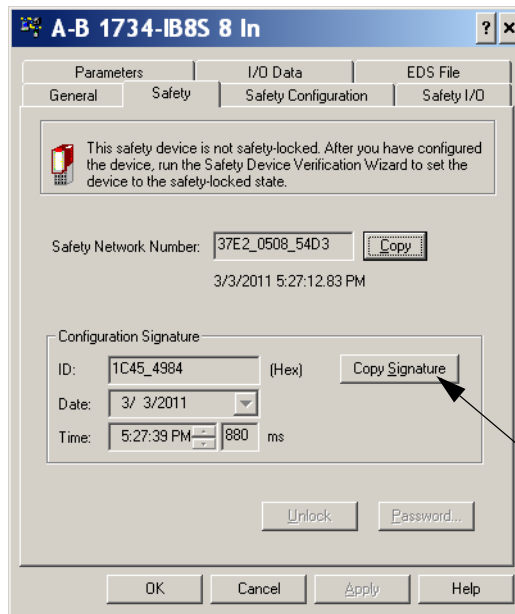 A-B 1734-IB8S 8 In
? ×
Parameters I/O Data EDS File
General Safety Safety Configuration Safety I/O
This safety device is not safety-locked. After you have configured
the device, run the Safety Device Verification Wizard to set the
device to the safety-locked state.
Safety Network Number: 37E2_0508_54D3 Copy
3/3/2011 5:27:12.83 PM
Configuration Signature
ID: 1C45_4984 (Hex) Copy Signature
Date: 3/ 3/2011
Time: 5:27:39 PM 880 ms
Unlock Password...
OK Cancel Apply Help